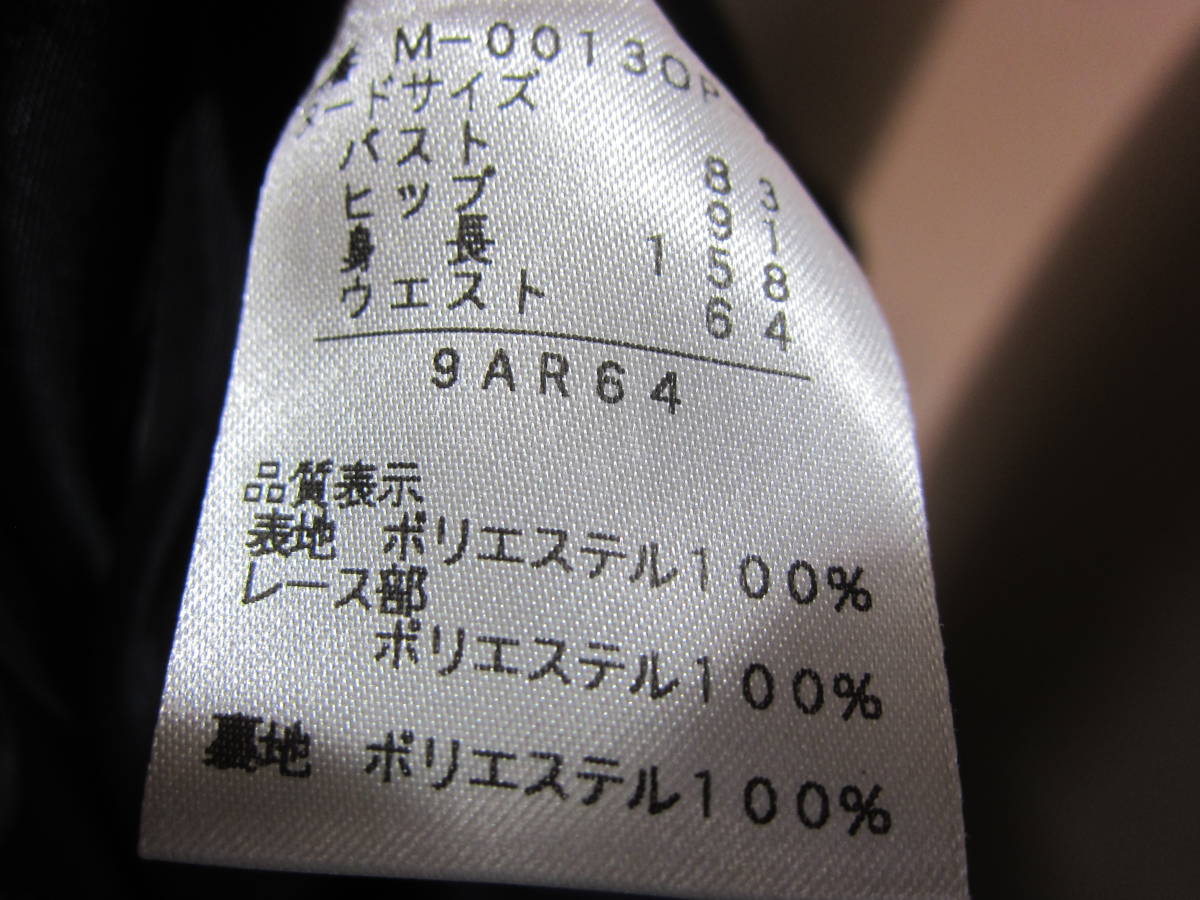 M-00130P
ードサイズ
バスト 83
ヒップ 91
身長 158
ウエスト 64
9AR64
品質表示
表地 ポリエステル100%
レース部
ポリエステル100%
裏地 ポリエステル100%